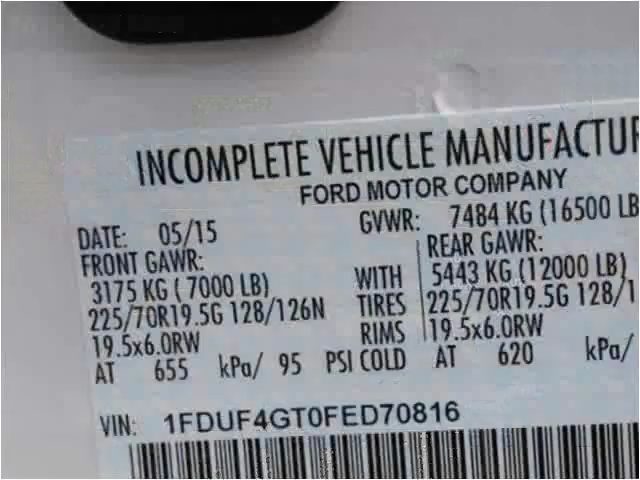 INCOMPLETE VEHICLE MANUFACTUR
FORD MOTOR COMPANY
DATE: 05/15 GVWR: 7484 KG (16500 LB
FRONT GAWR: REAR GAWR:
3175 KG ( 7000 LB) WITH 5443 KG (12000 LB)
225/70R19.5G 128/126N TIRES 225/70R19.5G 128/1
19.5x6.0RW RIMS 19.5x6.0RW
AT 655 kPa/ 95 PSI COLD AT 620 kPa/
VIN: 1FDUF4GT0FED70816